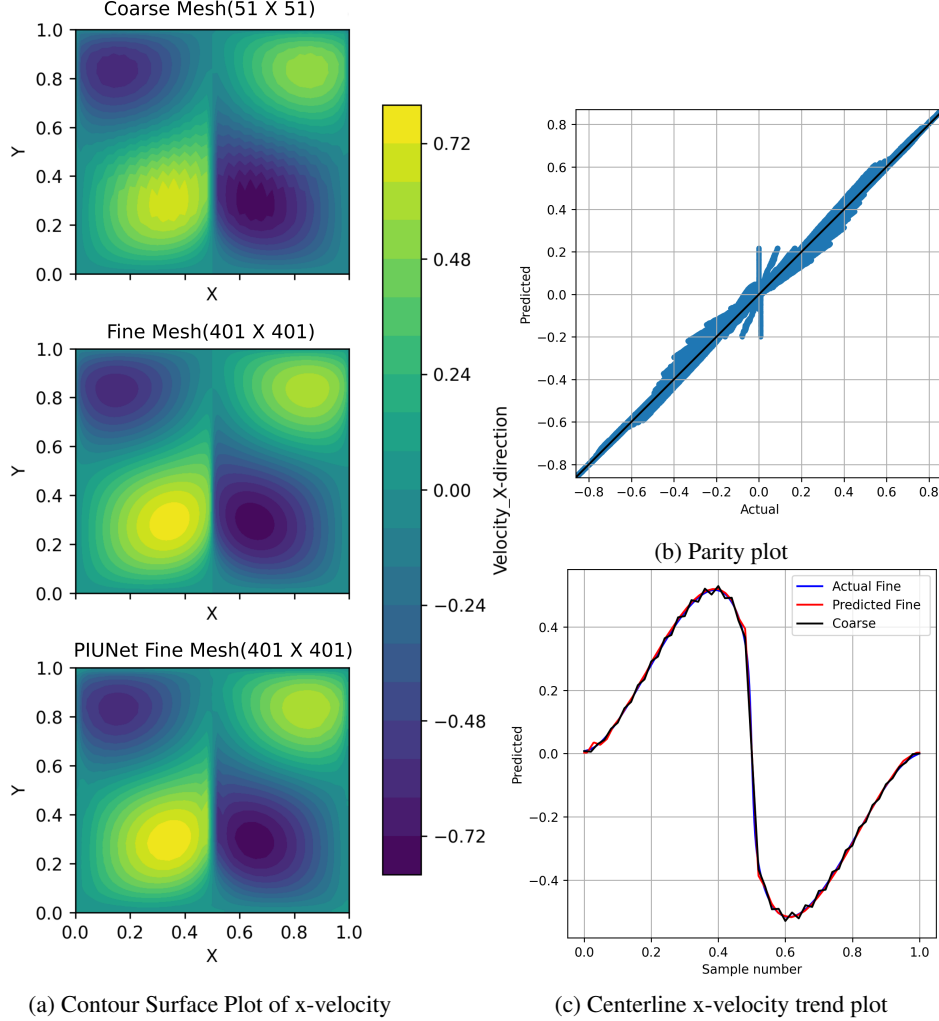 Coarse Mesh(51 X 51)
1.0
0.8
0.6
0.4
0.2
0.0
Y
X
Fine Mesh(401 X 401)
1.0
0.8
0.6
0.4
0.2
0.0
Y
X
PIUNet Fine Mesh(401 X 401)
1.0
0.8
0.6
0.4
0.2
0.0
Y
0.0 0.2 0.4 0.6 0.8 1.0
X
0.72
0.48
0.24
0.00
−0.24
−0.48
−0.72
Velocity_X-direction
(a) Contour Surface Plot of x-velocity
0.8
0.6
0.4
0.2
0.0
−0.2
−0.4
−0.6
−0.8
Predicted
−0.8 −0.6 −0.4 −0.2 0.0 0.2 0.4 0.6 0.8
Actual
(b) Parity plot
Actual Fine
Predicted Fine
Coarse
0.4
0.2
0.0
−0.2
−0.4
Predicted
0.0 0.2 0.4 0.6 0.8 1.0
Sample number
(c) Centerline x-velocity trend plot